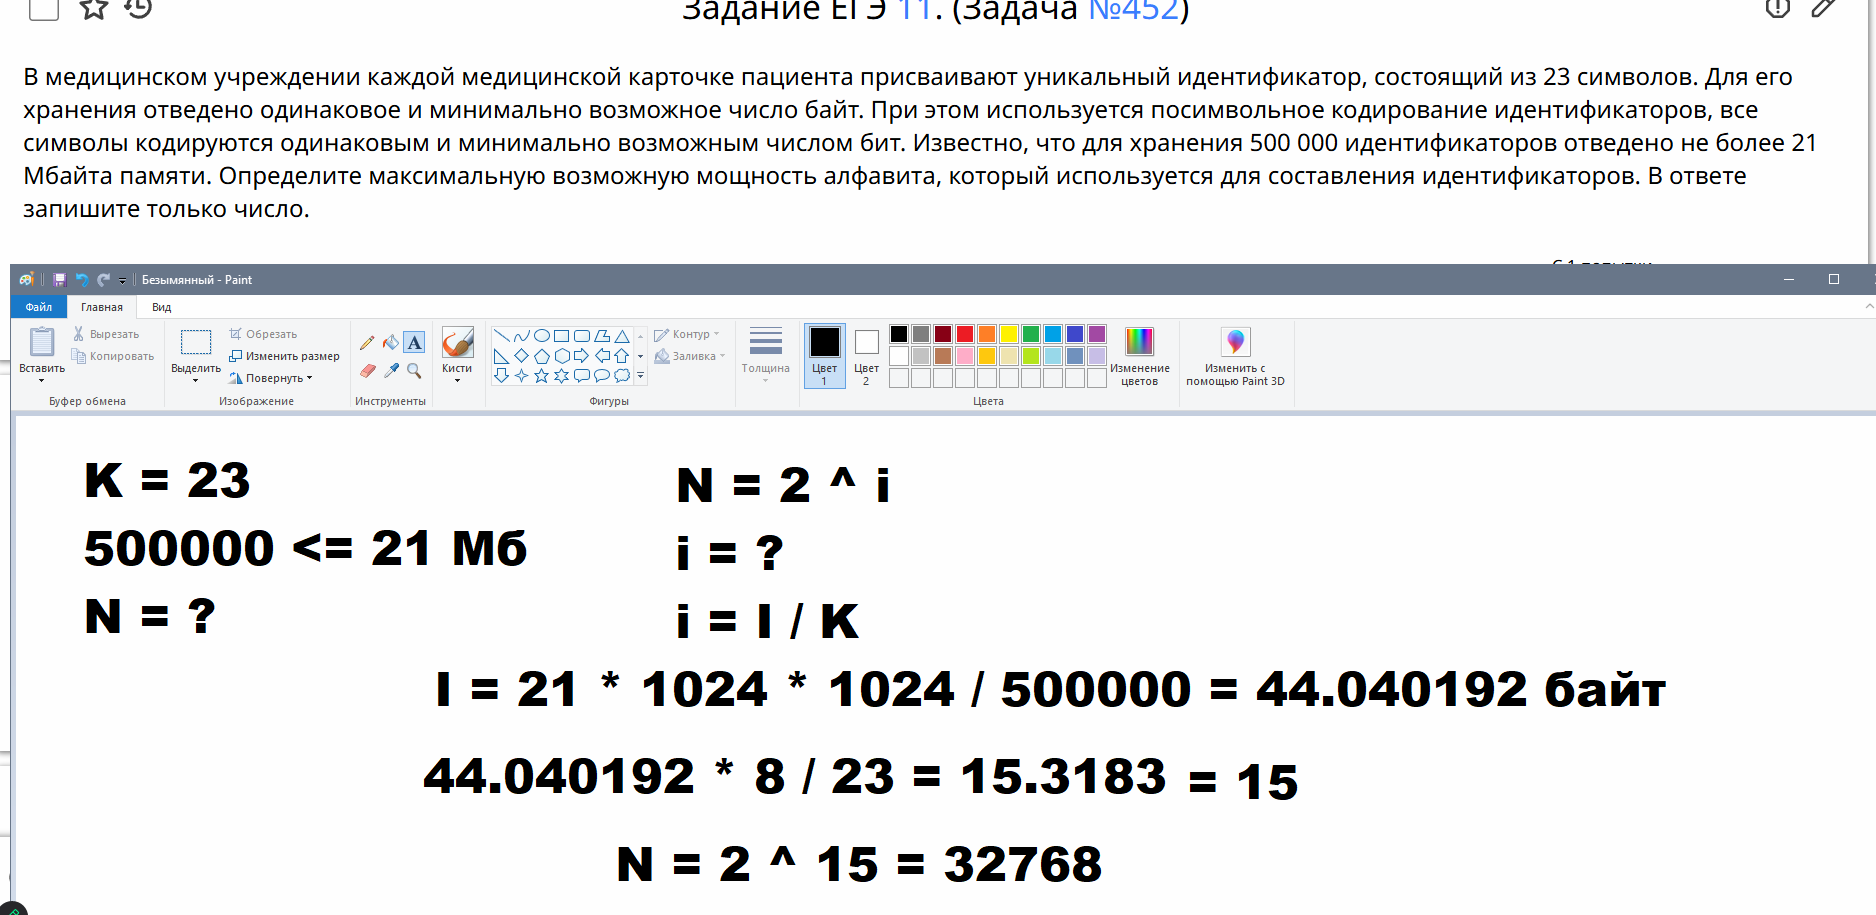 Задание ЕГЭ 11. (Задача №452)
В медицинском учреждении каждой медицинской карточке пациента присваивают уникальный идентификатор, состоящий из 23 символов. Для его
хранения отведено одинаковое и минимально возможное число байт. При этом используется посимвольное кодирование идентификаторов, все
символы кодируются одинаковым и минимально возможным числом бит. Известно, что для хранения 500 000 идентификаторов отведено не более 21
Мбайта памяти. Определите максимальную возможную мощность алфавита, который используется для составления идентификаторов. В ответе
запишите только число.
Безымянный - Paint
Файл Главная Вид
Вставить
Вырезать
Копировать
Буфер обмена
Выделить
Обрезать
Изменить размер
Повернуть
Изображение
Инструменты
Кисти
Контур
Заливка
Фигуры
Толщина
Цвет
1
Цвет
2
Цвета
Изменение
цветов
Изменить с
помощью Paint 3D
K = 23
500000 <= 21 Мб
N = ?
N = 2 ^ i
i = ?
i = I / K
I = 21 * 1024 * 1024 / 500000 = 44.040192 байт
44.040192 * 8 / 23 = 15.3183 = 15
N = 2 ^ 15 = 32768